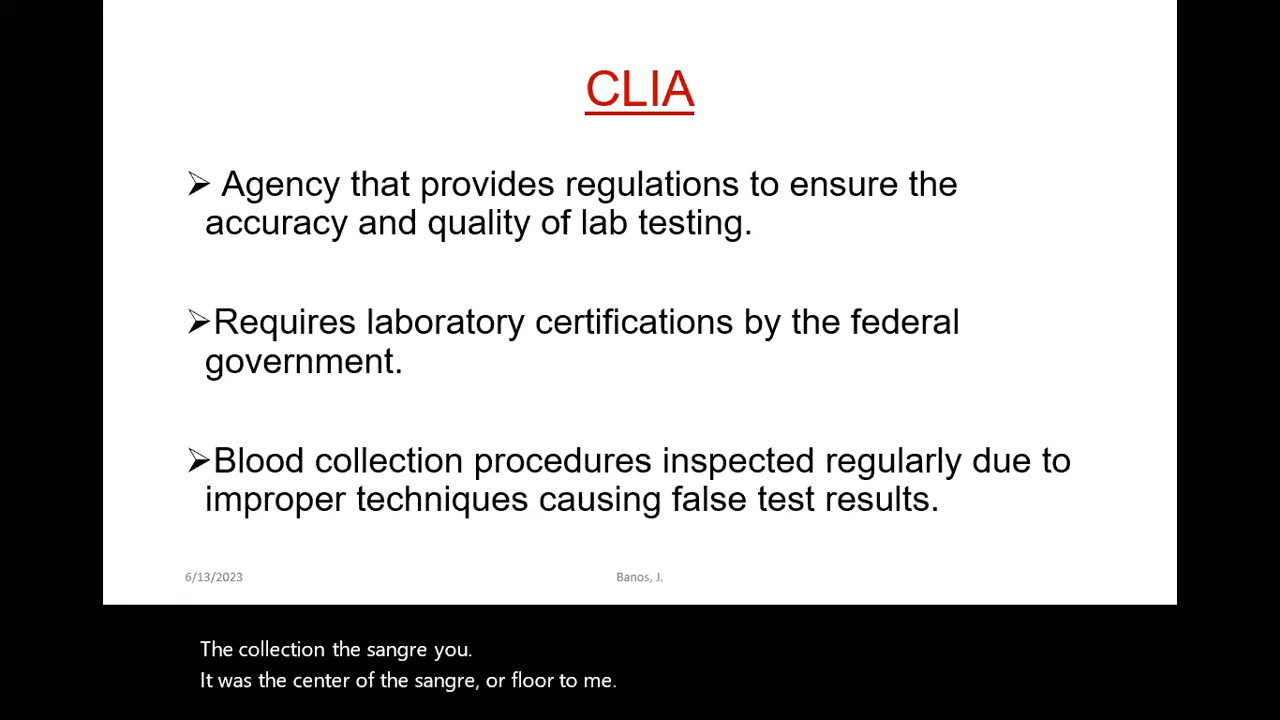 CLIA
➢ Agency that provides regulations to ensure the
accuracy and quality of lab testing.
➢Requires laboratory certifications by the federal
government.
➢Blood collection procedures inspected regularly due to
improper techniques causing false test results.
6/13/2023
Banos, J.
The collection the sangre you.
It was the center of the sangre, or floor to me.